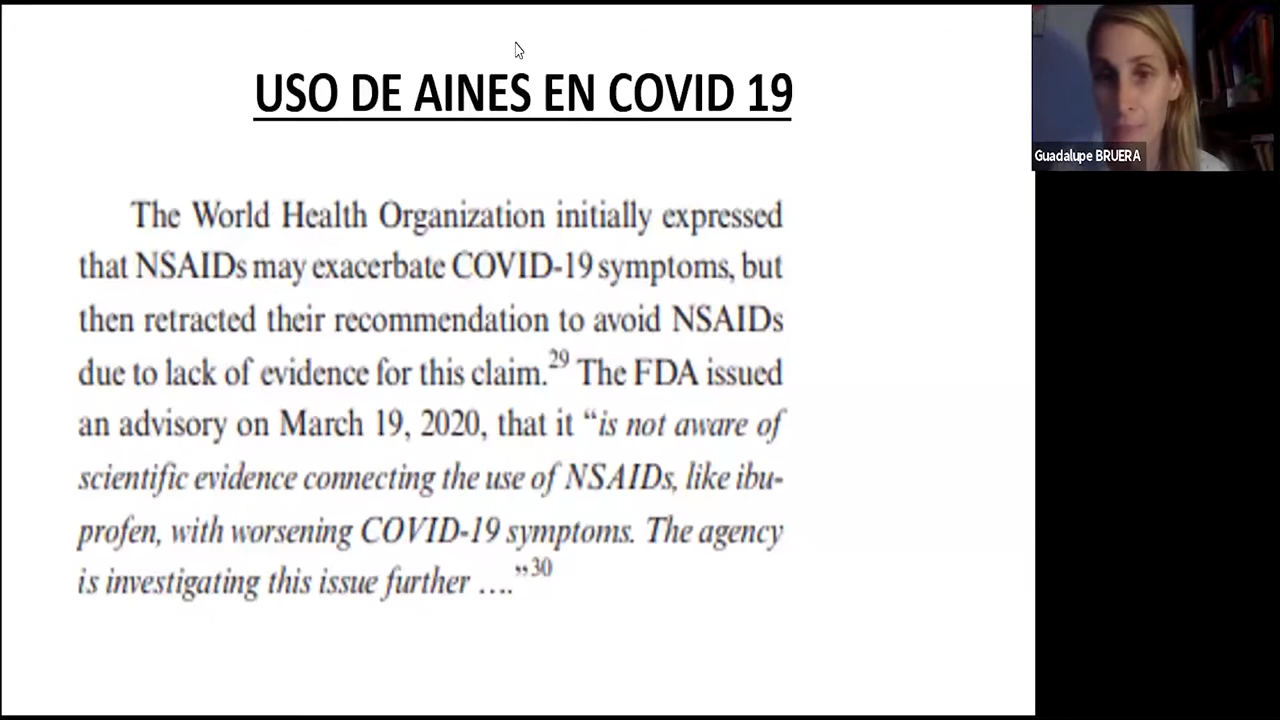 USO DE AINES EN COVID 19
Guadalupe BRUERA
The World Health Organization initially expressed
that NSAIDs may exacerbate COVID-19 symptoms, but
then retracted their recommendation to avoid NSAIDs
due to lack of evidence for this claim.29 The FDA issued
an advisory on March 19, 2020, that it “is not aware of
scientific evidence connecting the use of NSAIDs, like ibu-
profen, with worsening COVID-19 symptoms. The agency
is investigating this issue further ….”30